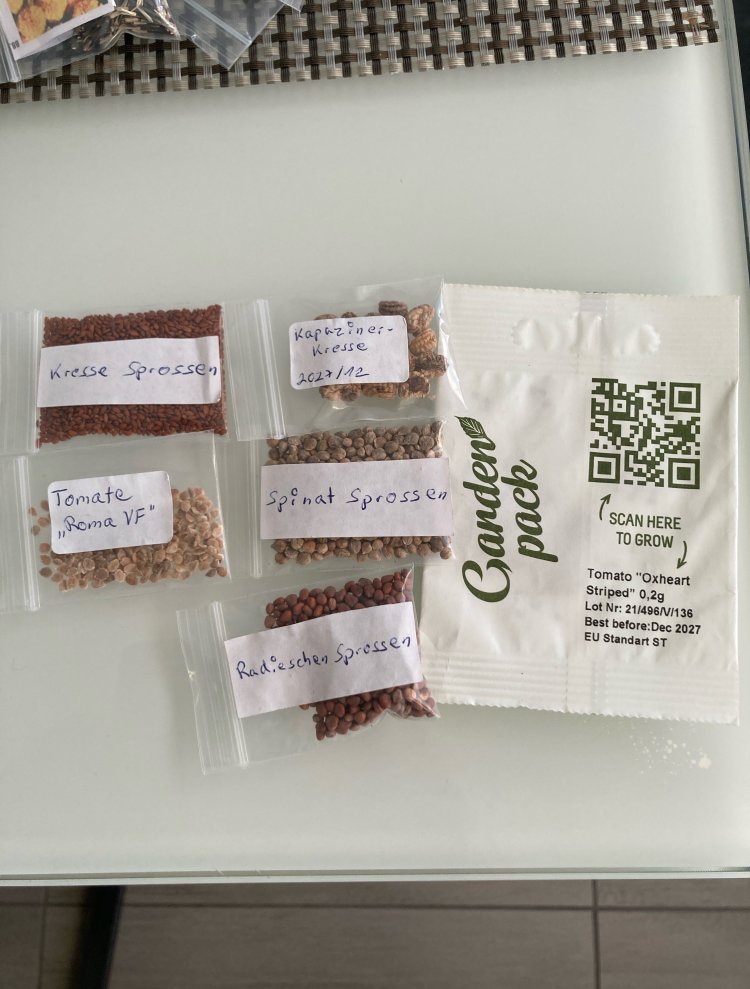 Kresse Sprossen
Kapuziner-
Kresse
2027/12
Tomate
„Roma VF"
Spinat Sprossen
Radieschen Sprossen
Garden
pack
SCAN HERE
TO GROW
Tomato "Oxheart
Striped" 0,2g
Lot Nr: 21/496/V/136
Best before:Dec 2027
EU Standart ST